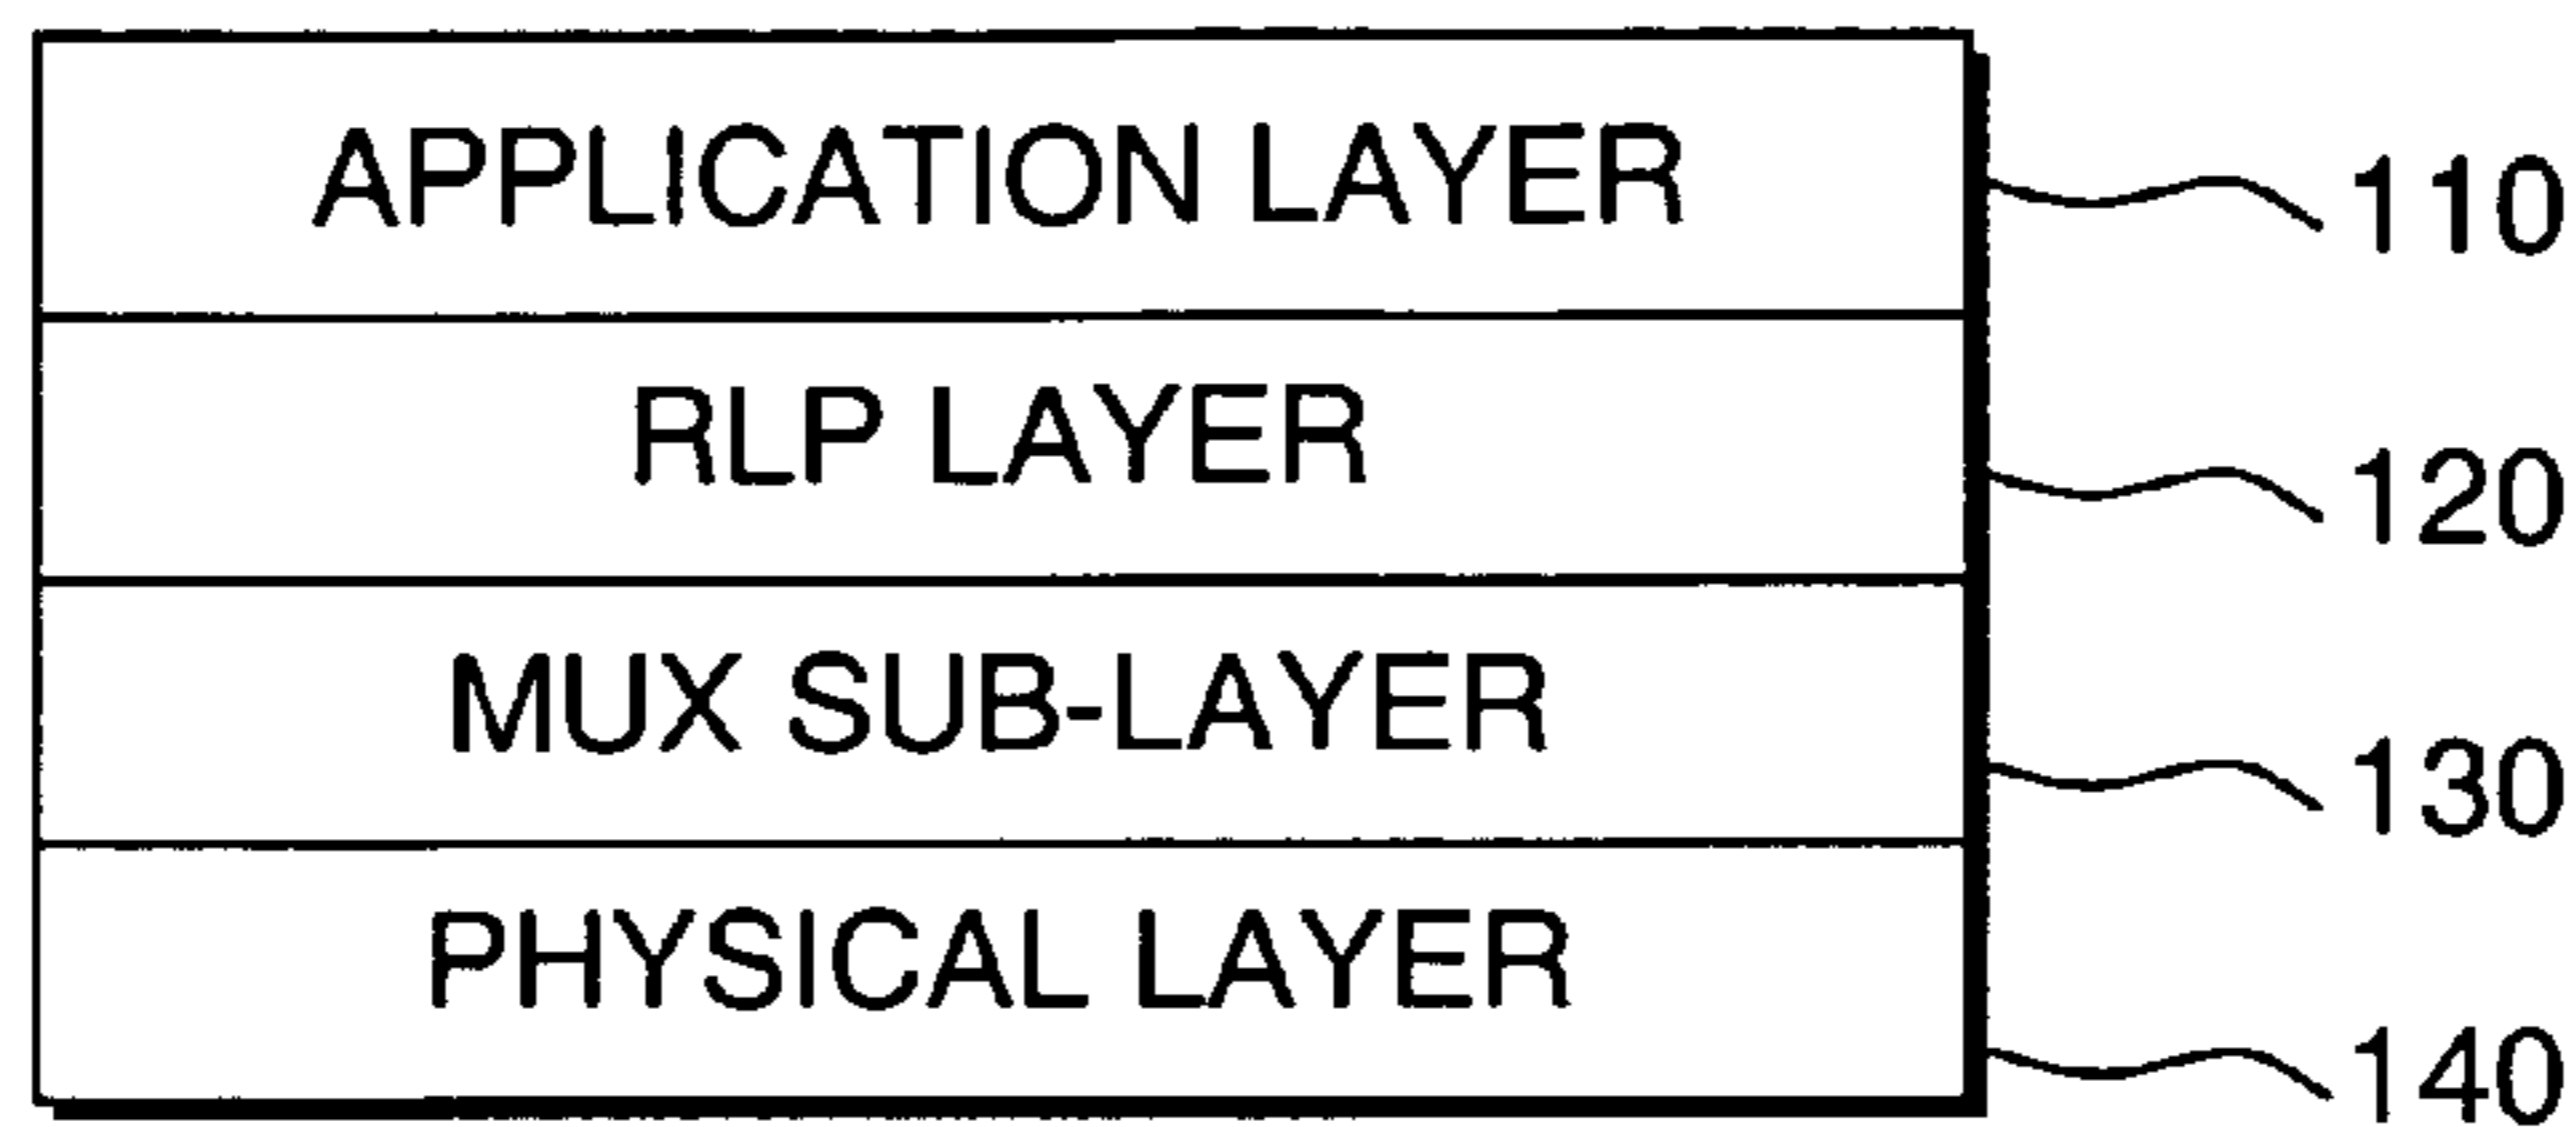 APPLICATION LAYER 110
RLP LAYER 120
MUX SUB-LAYER 130
PHYSICAL LAYER 140